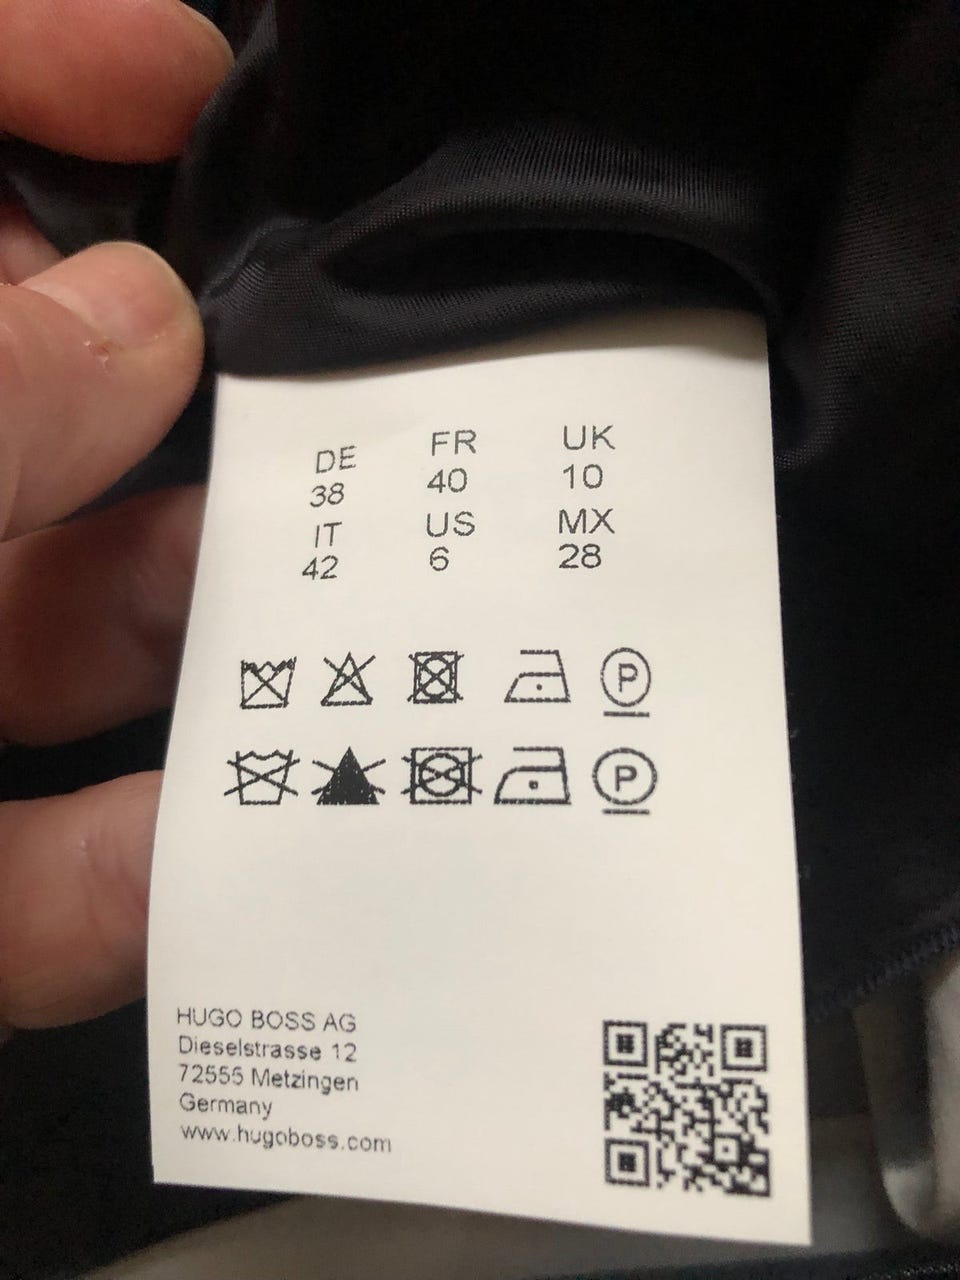 DE FR UK
38 40 10
IT US MX
42 6 28
P
P
HUGO BOSS AG
Dieselstrasse 12
72555 Metzingen
Germany
www.hugoboss.com